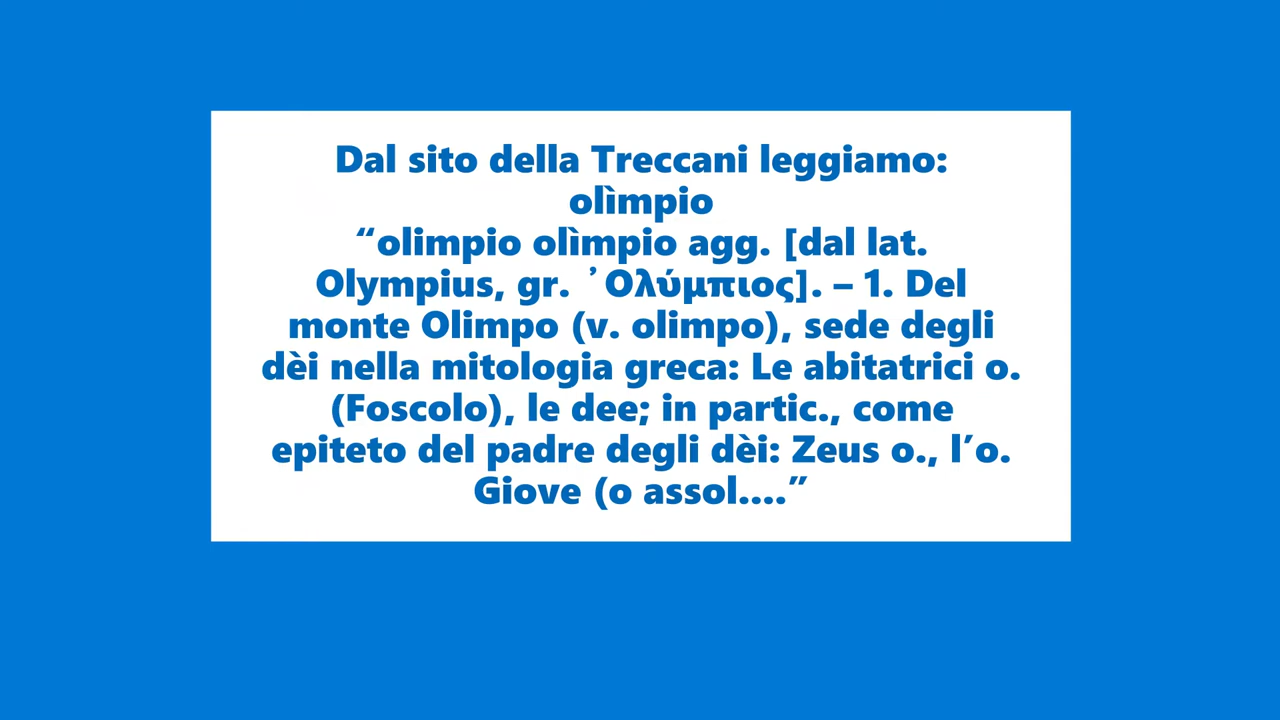 Dal sito della Treccani leggiamo:
olìmpio
“olimpio olìmpio agg. [dal lat.
Olympius, gr. ᾿Ολύμπιος]. – 1. Del
monte Olimpo (v. olimpo), sede degli
dèi nella mitologia greca: Le abitatrici o.
(Foscolo), le dee; in partic., come
epiteto del padre degli dèi: Zeus o., l’o.
Giove (o assol....”